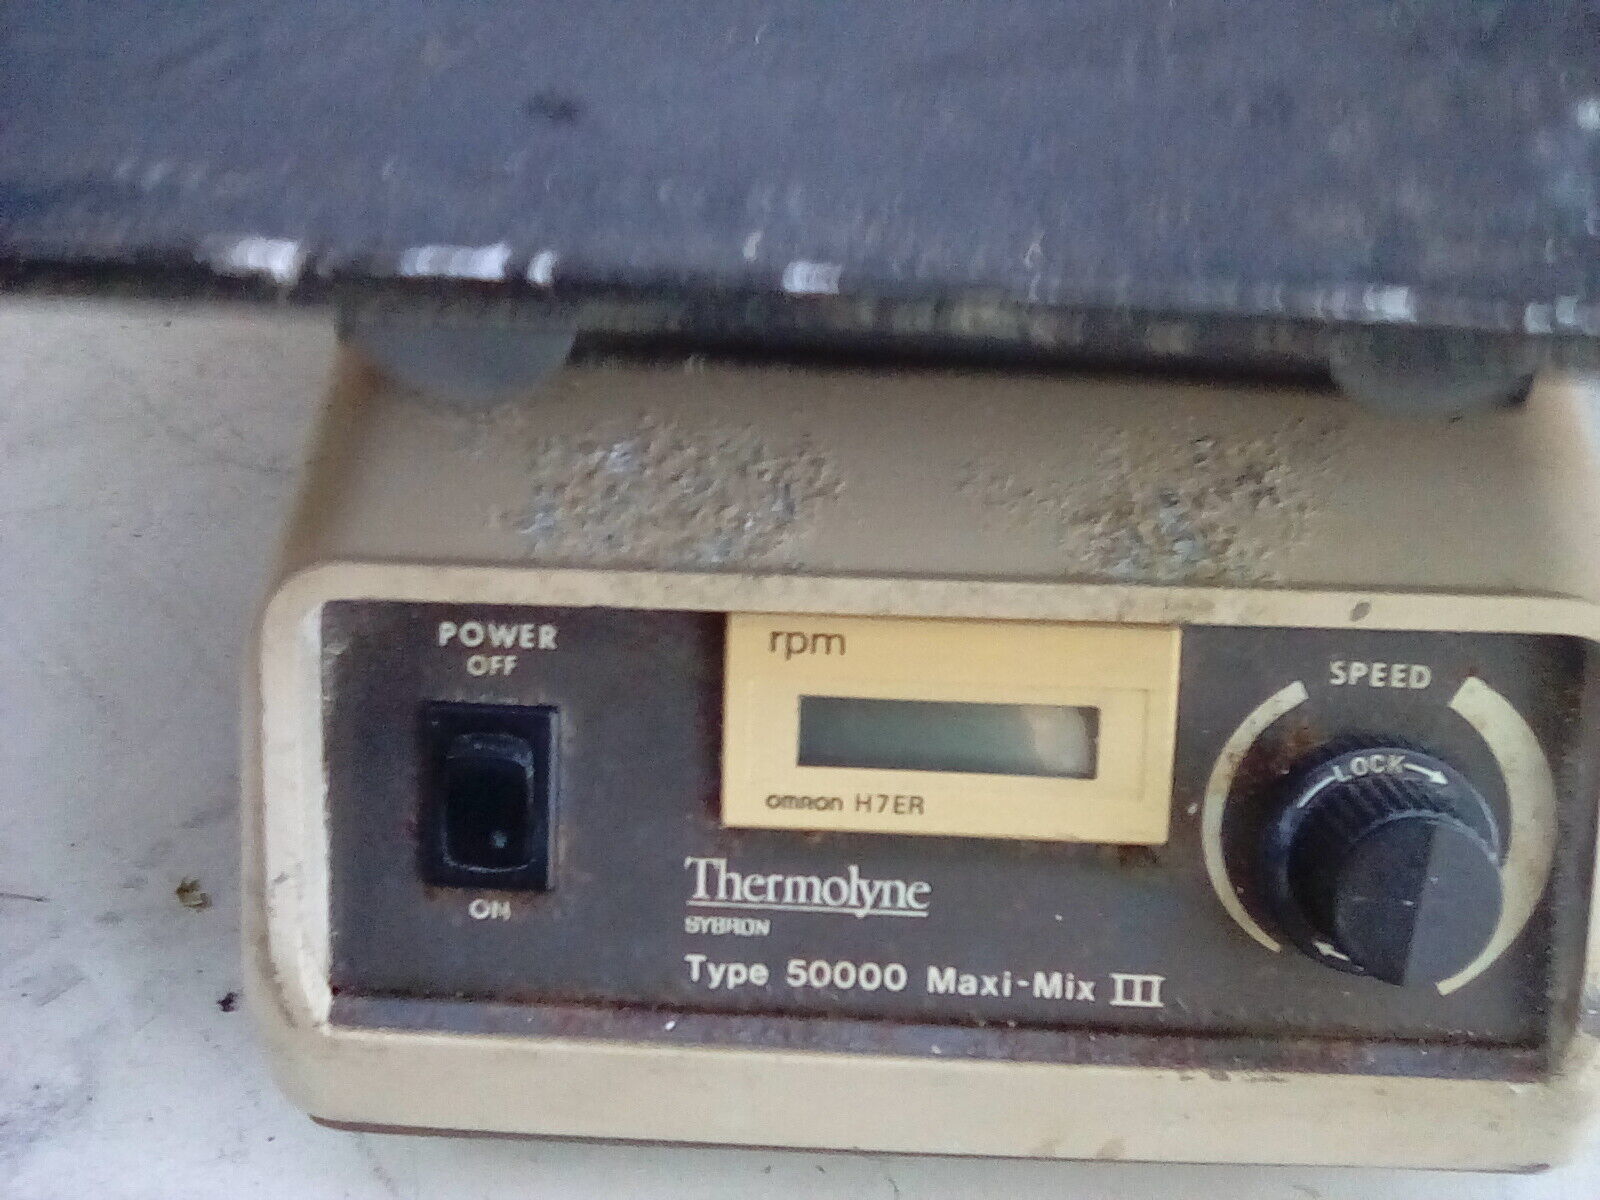 POWER
OFF
ON
rpm
omron H7ER
Thermolyne
SYBRON
Type 50000 Maxi-Mix III
SPEED
LOCK